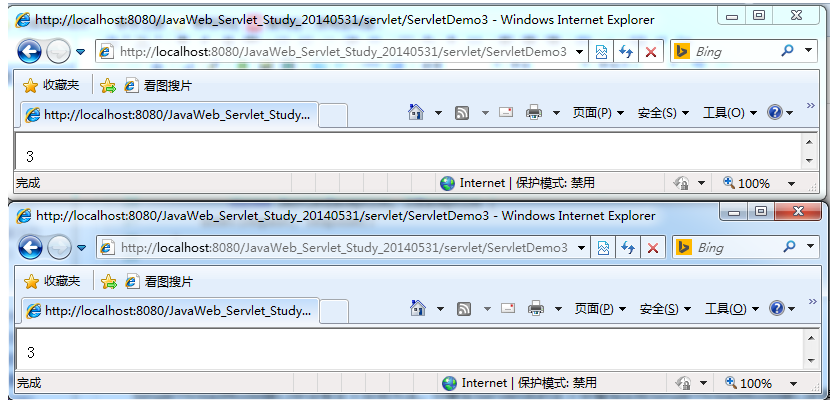 http://localhost:8080/JavaWeb_Servlet_Study_20140531/servlet/ServletDemo3 - Windows Internet Explorer
http://localhost:8080/JavaWeb_Servlet_Study_20140531/servlet/ServletDemo3 Bing
收藏夹 看图搜片
http://localhost:8080/JavaWeb_Servlet_Study... 页面(P) 安全(S) 工具(O)
3
完成 Internet | 保护模式: 禁用 100%
http://localhost:8080/JavaWeb_Servlet_Study_20140531/servlet/ServletDemo3 - Windows Internet Explorer
http://localhost:8080/JavaWeb_Servlet_Study_20140531/servlet/ServletDemo3 Bing
收藏夹 看图搜片
http://localhost:8080/JavaWeb_Servlet_Study... 页面(P) 安全(S) 工具(O)
3
完成 Internet | 保护模式: 禁用 100%